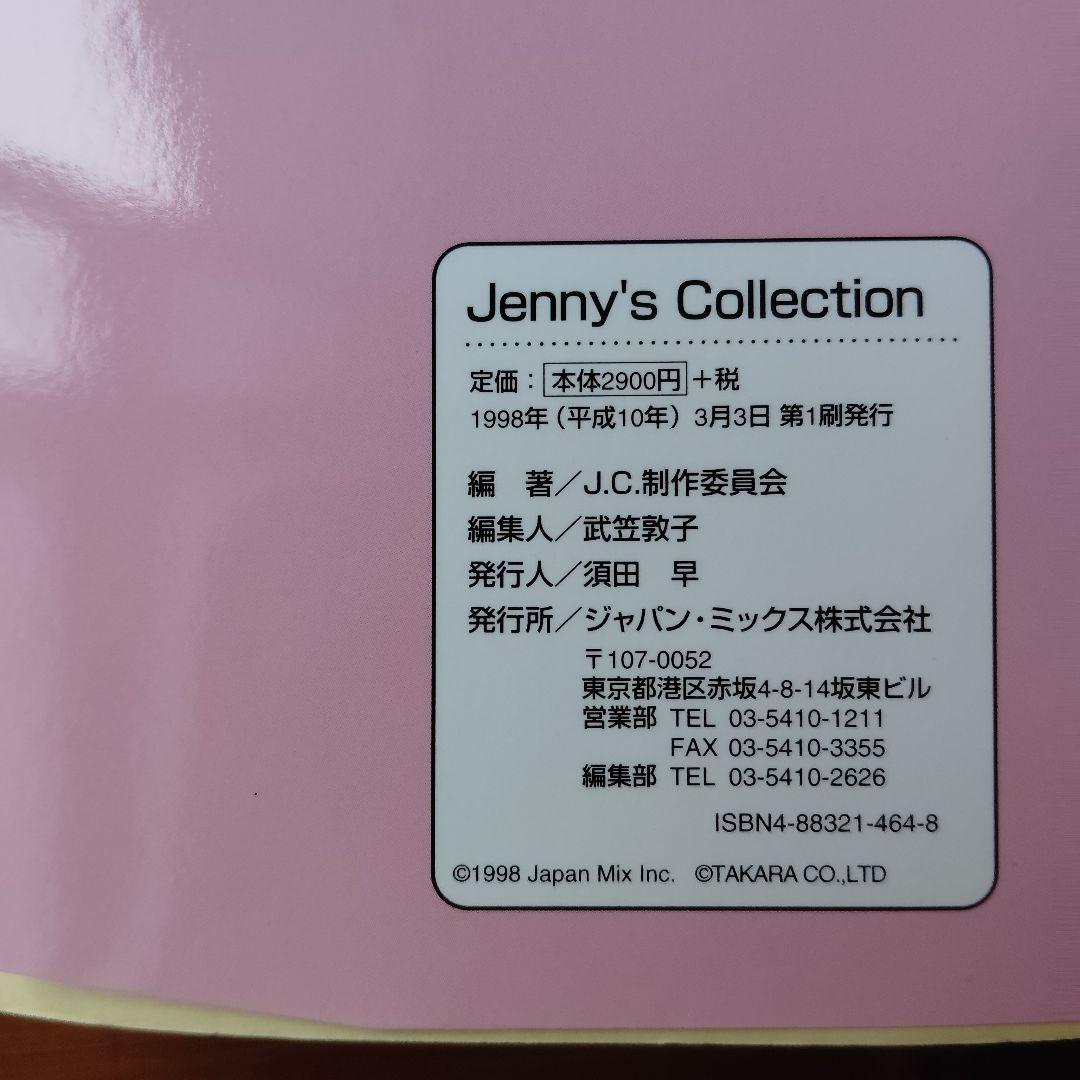 Jenny's Collection
定価：本体2900円+税
1998年（平成10年）3月3日 第1刷発行
編　著／J.C.制作委員会
編集人／武笠敦子
発行人／須田　早
発行所／ジャパン・ミックス株式会社
〒107-0052
東京都港区赤坂4-8-14坂東ビル
営業部 TEL 03-5410-1211
FAX 03-5410-3355
編集部 TEL 03-5410-2626
ISBN4-88321-464-8
©1998 Japan Mix Inc. ©TAKARA CO.,LTD